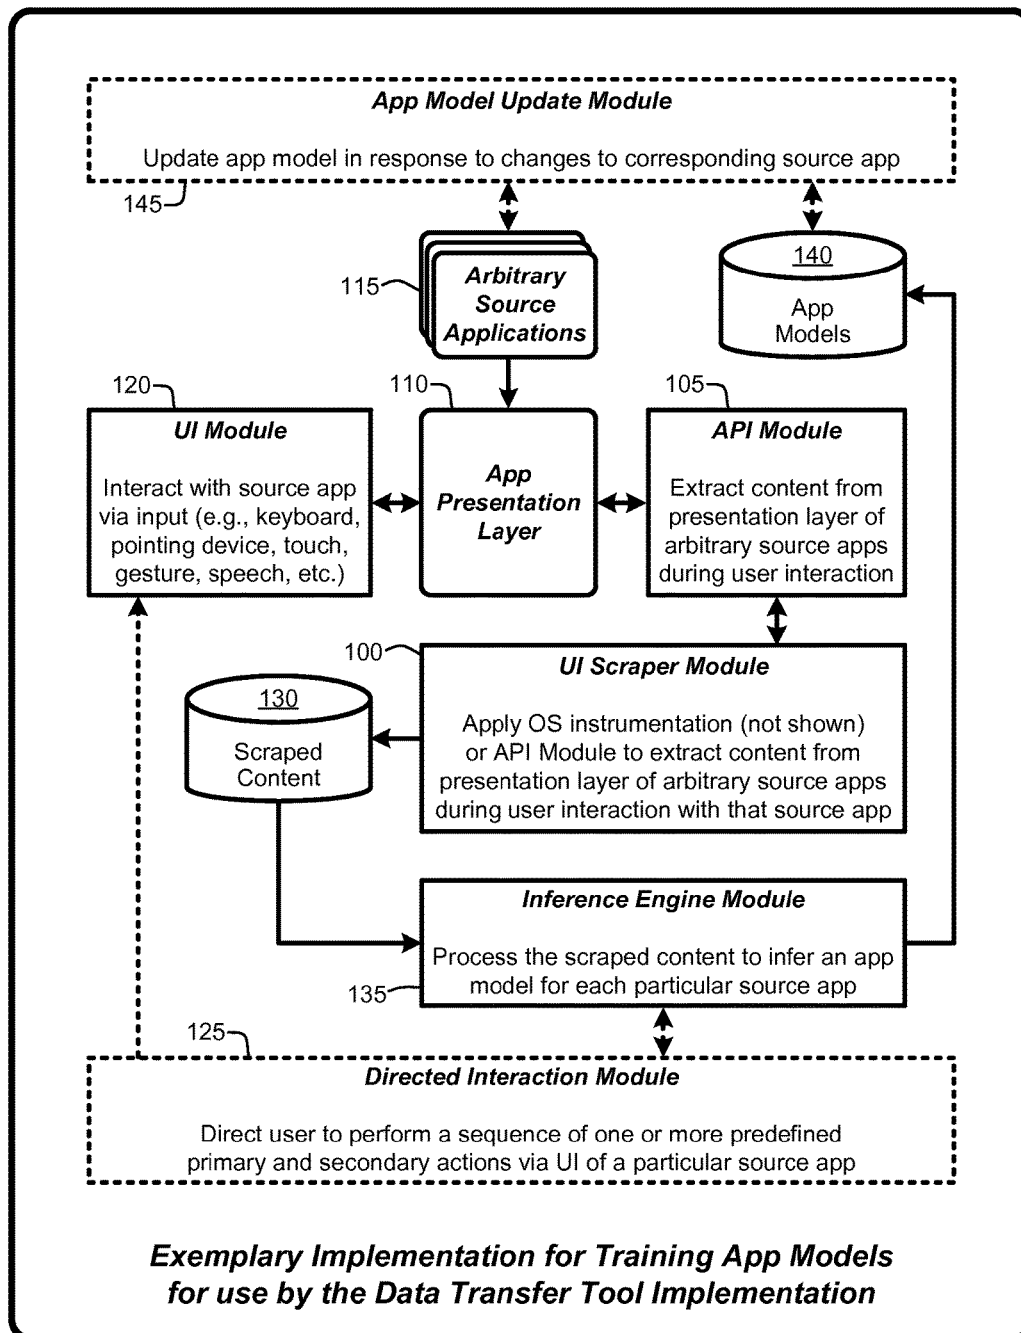 App Model Update Module
Update app model in response to changes to corresponding source app
145
115
Arbitrary
Source
Applications
140
App
Models
120
110
105
UI Module
Interact with source app
via input (e.g., keyboard,
pointing device, touch,
gesture, speech, etc.)
App
Presentation
Layer
API Module
Extract content from
presentation layer of
arbitrary source apps
during user interaction
100
UI Scraper Module
Apply OS instrumentation (not shown)
or API Module to extract content from
presentation layer of arbitrary source apps
during user interaction with that source app
130
Scraped
Content
Inference Engine Module
Process the scraped content to infer an app
model for each particular source app
135
125
Directed Interaction Module
Direct user to perform a sequence of one or more predefined
primary and secondary actions via UI of a particular source app
Exemplary Implementation for Training App Models
for use by the Data Transfer Tool Implementation